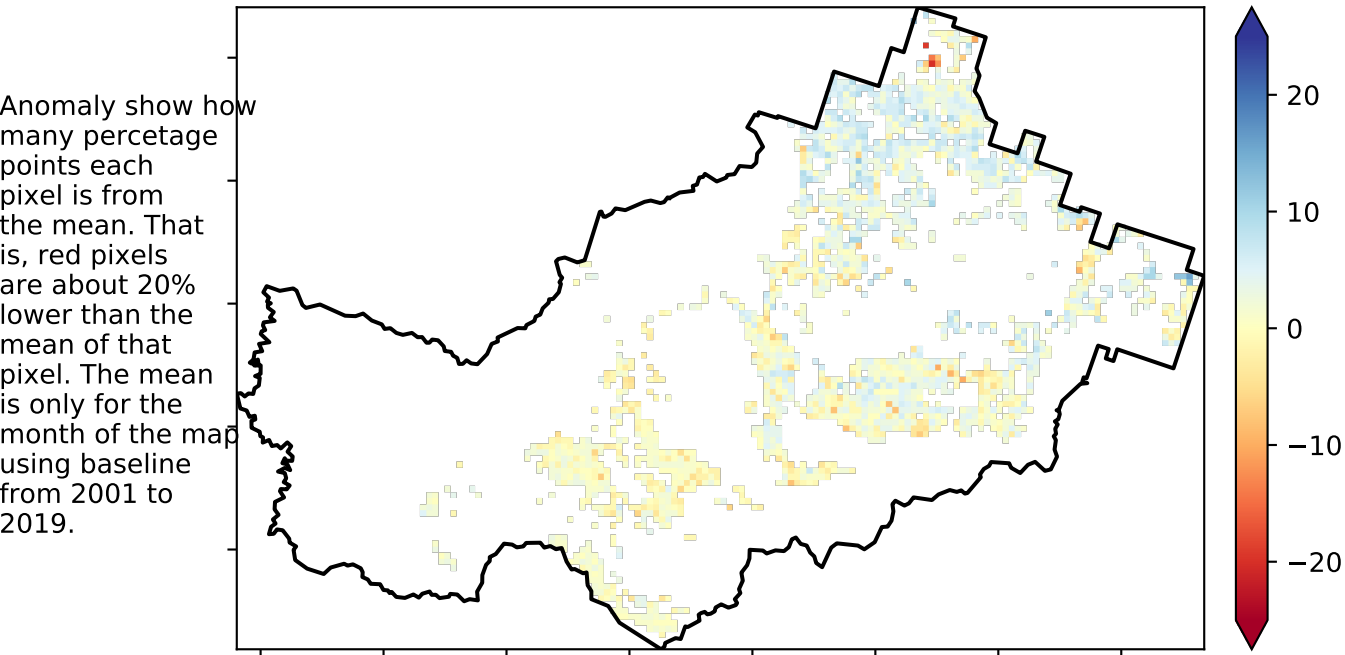 Anomaly show how
many percetage
points each
pixel is from
the mean. That
is, red pixels
are about 20%
lower than the
mean of that
pixel. The mean
is only for the
month of the map
using baseline
from 2001 to
2019.
20
10
0
−10
−20